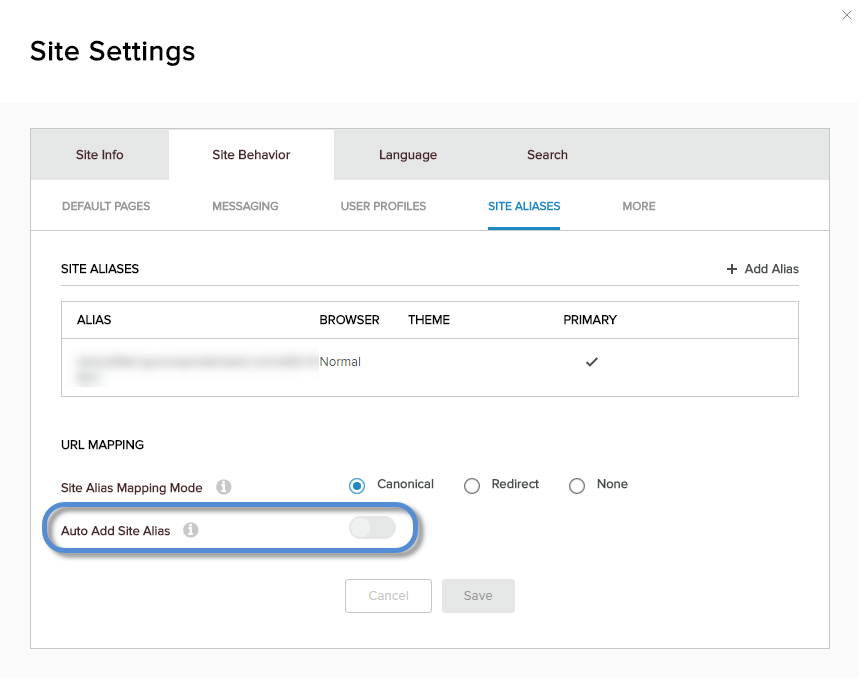 Site Settings
Site Info Site Behavior Language Search
DEFAULT PAGES MESSAGING USER PROFILES SITE ALIASES MORE
SITE ALIASES + Add Alias
ALIAS BROWSER THEME PRIMARY
Normal
URL MAPPING
Site Alias Mapping Mode Canonical Redirect None
Auto Add Site Alias
Cancel Save